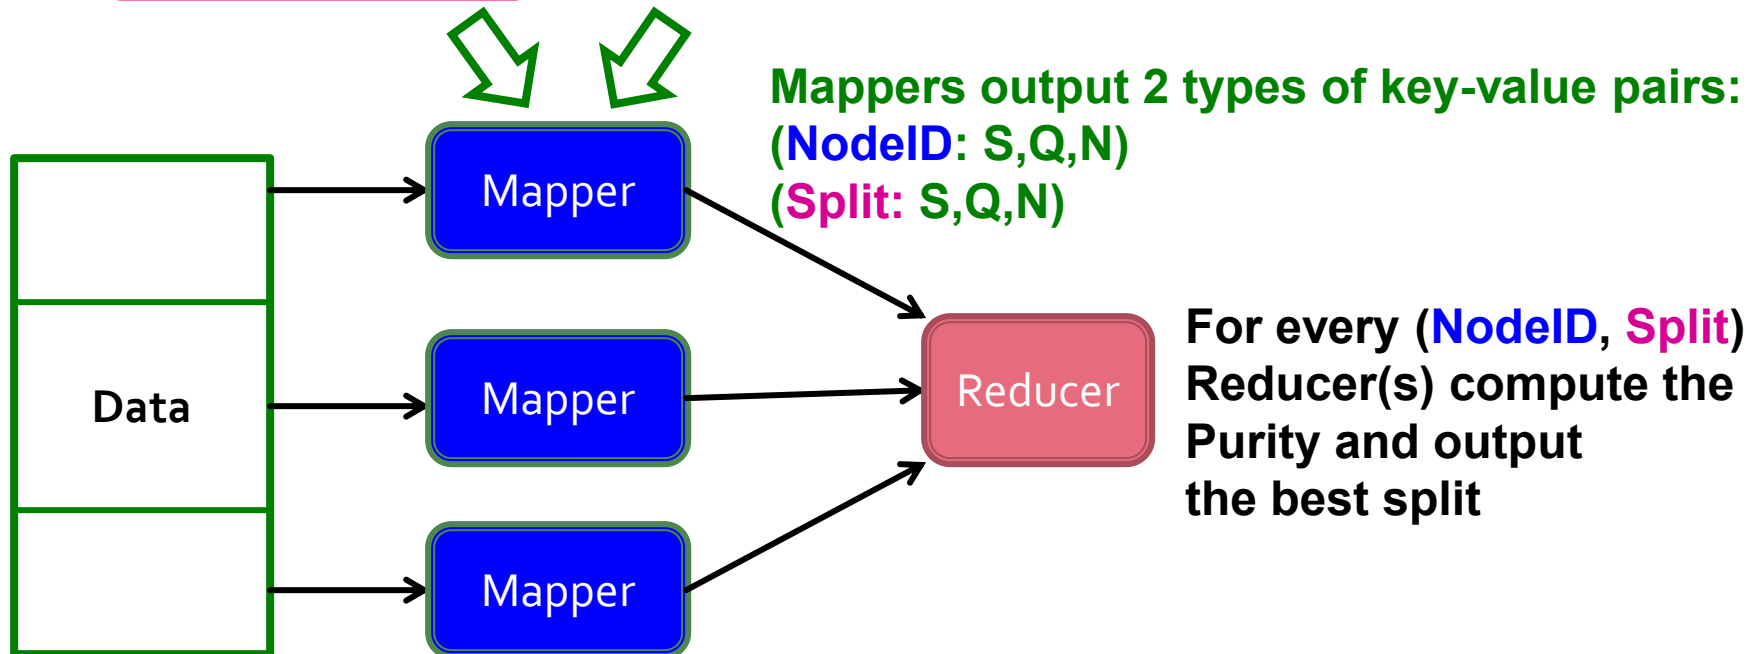 Mappers output 2 types of key-value pairs:
(NodeID: S,Q,N)
(Split: S,Q,N)
Mapper
Data
Mapper
Mapper
Reducer
For every (NodeID, Split)
Reducer(s) compute the
Purity and output
the best split